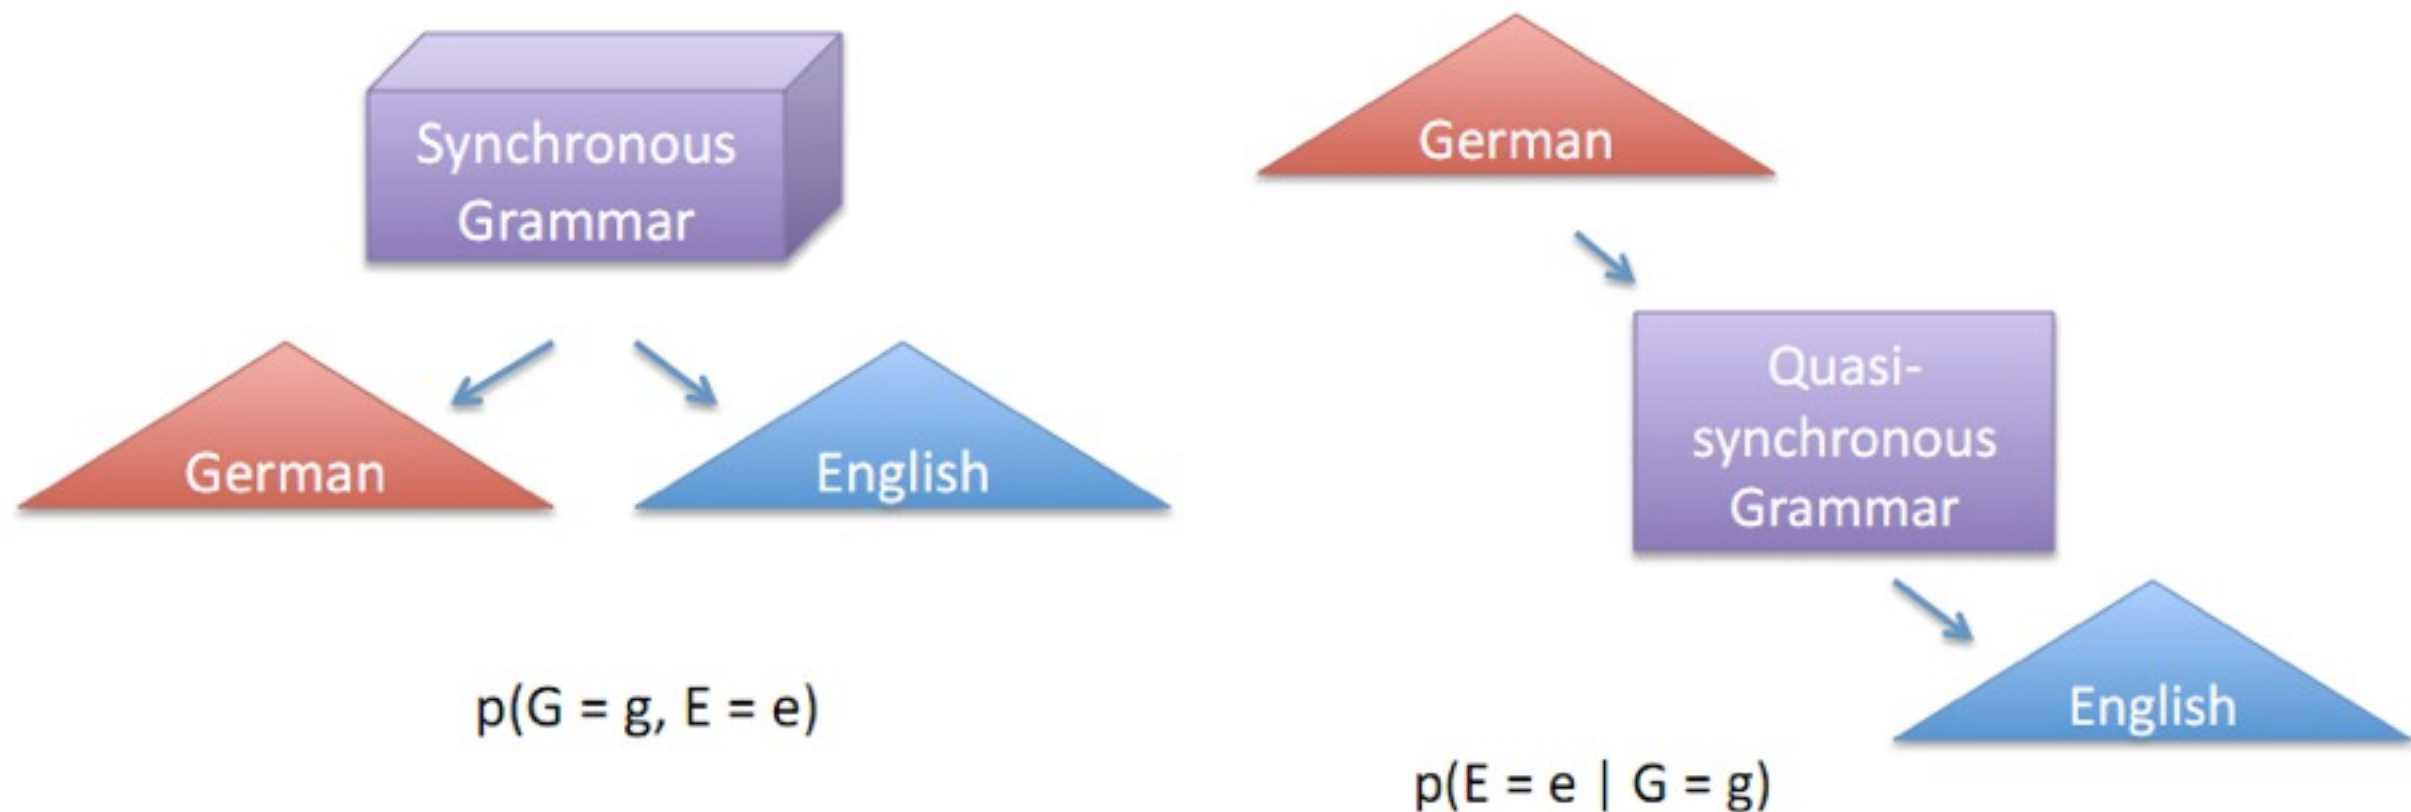 Synchronous
Grammar
German
English
p(G = g, E = e)
German
Quasi-
synchronous
Grammar
English
p(E = e | G = g)